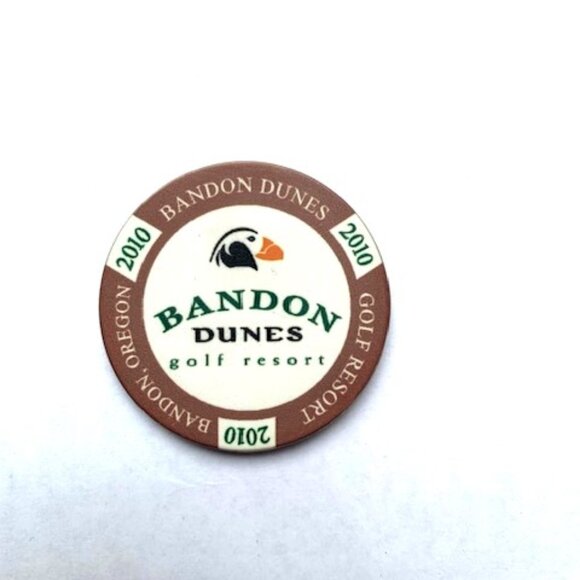 BANDON DUNES
2010
GOLF RESORT
2010
BANDON, OREGON
2010
BANDON
DUNES
golf resort